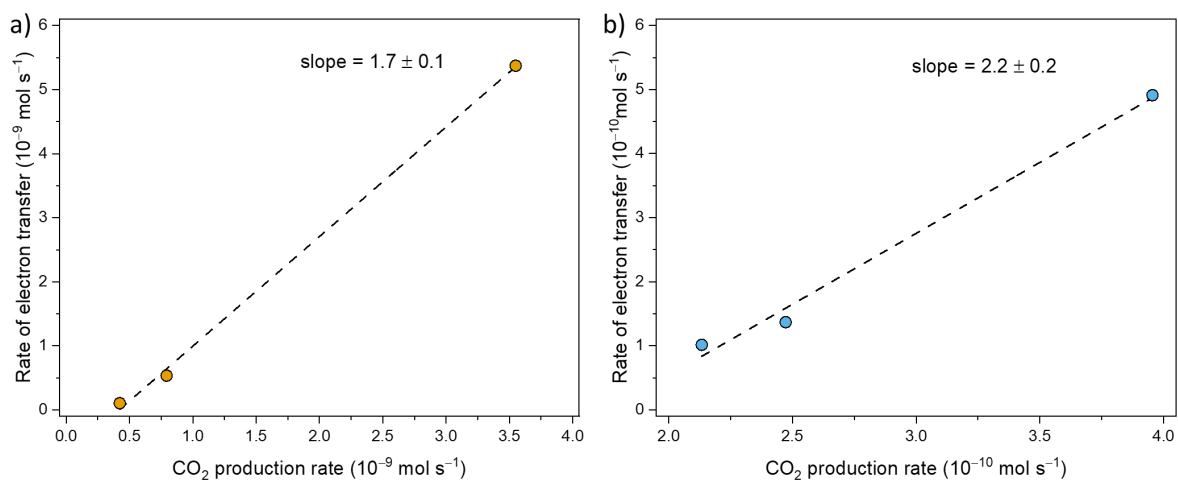 a)
slope = 1.7 ± 0.1
Rate of electron transfer (10⁻⁹ mol s⁻¹)
6
5
4
3
2
1
0
0.0 0.5 1.0 1.5 2.0 2.5 3.0 3.5 4.0
CO₂ production rate (10⁻⁹ mol s⁻¹)
b)
slope = 2.2 ± 0.2
Rate of electron transfer (10⁻¹⁰mol s⁻¹)
6
5
4
3
2
1
0
2.0 2.5 3.0 3.5 4.0
CO₂ production rate (10⁻¹⁰ mol s⁻¹)